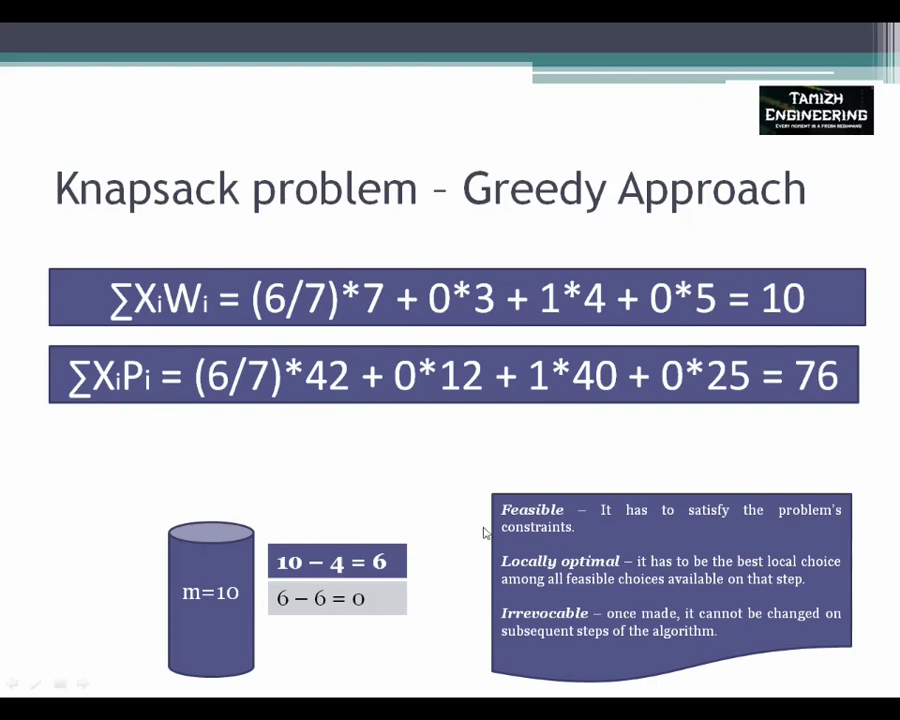 TAMIZH
ENGINEERING
EVERY MOMENT IS A FRESH BEGINNING
Knapsack problem – Greedy Approach
∑XiWi = (6/7)*7 + 0*3 + 1*4 + 0*5 = 10
∑XiPi = (6/7)*42 + 0*12 + 1*40 + 0*25 = 76
m=10
10 – 4 = 6
6 – 6 = 0
Feasible – It has to satisfy the problem's
constraints.
Locally optimal – it has to be the best local choice
among all feasible choices available on that step.
Irrevocable – once made, it cannot be changed on
subsequent steps of the algorithm.